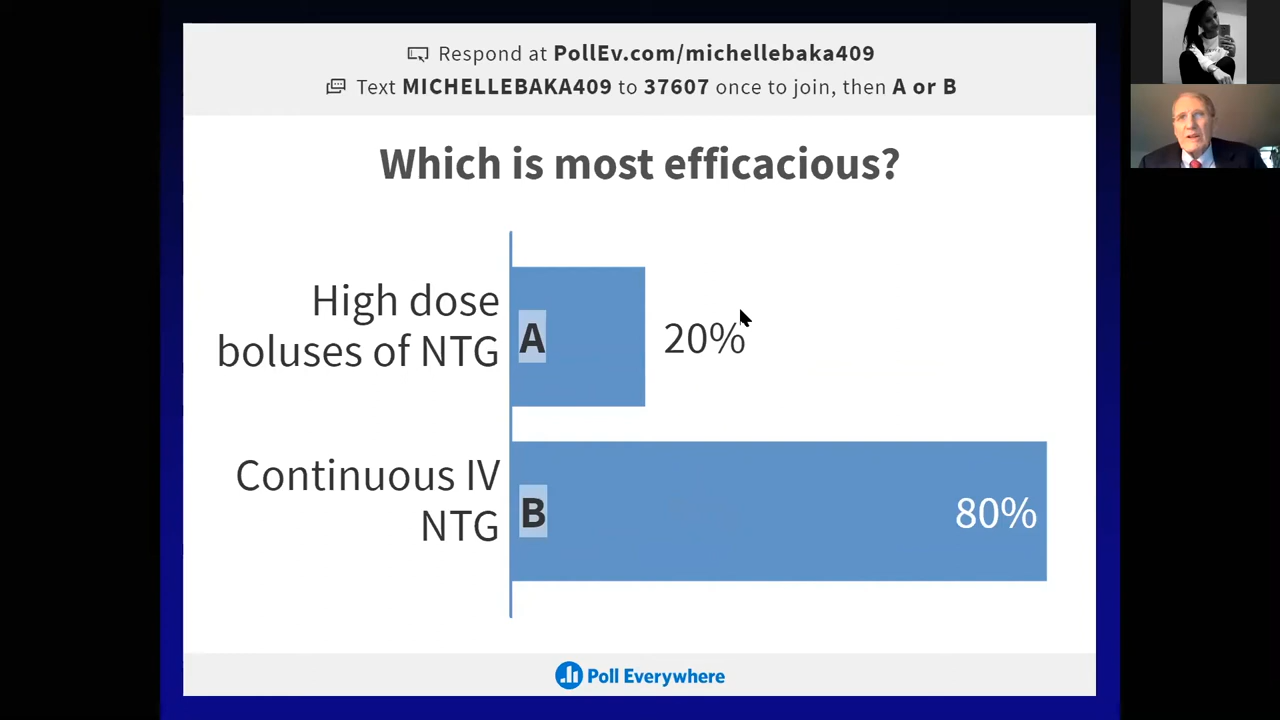 Respond at PollEv.com/michellebaka409
Text MICHELLEBAKA409 to 37607 once to join, then A or B
Which is most efficacious?
High dose
boluses of NTG
A
20%
Continuous IV
NTG
B
80%
Poll Everywhere